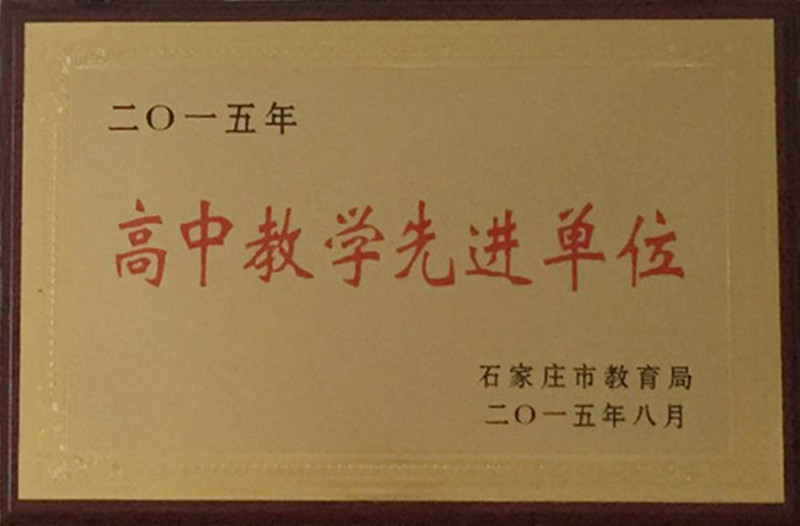 二〇一五年
高中教学先进单位
石家庄市教育局
二〇一五年八月